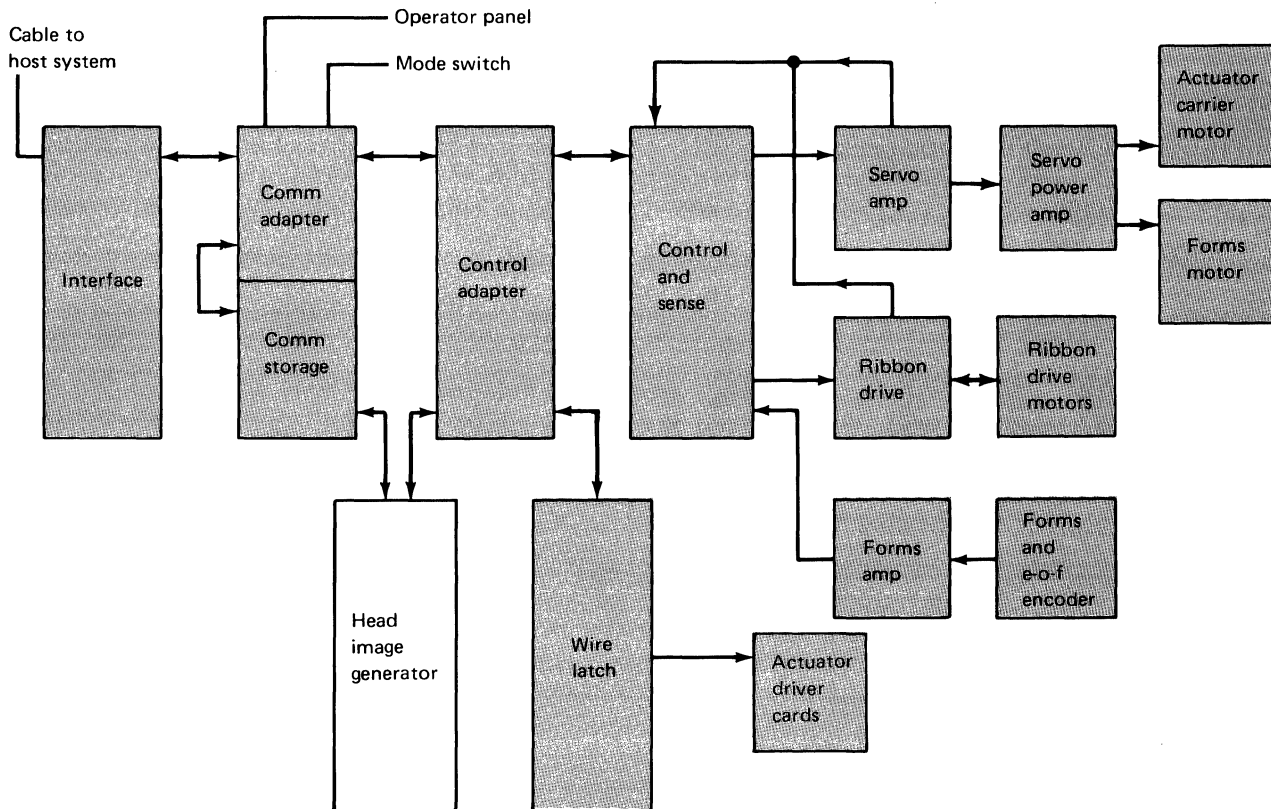 Operator panel
Cable to
host system
Mode switch
Actuator
carrier
motor
Interface
Comm
adapter
Comm
storage
Control
adapter
Control
and
sense
Servo
amp
Servo
power
amp
Forms
motor
Ribbon
drive
Ribbon
drive
motors
Forms
amp
Forms
and
e-o-f
encoder
Head
image
generator
Wire
latch
Actuator
driver
cards